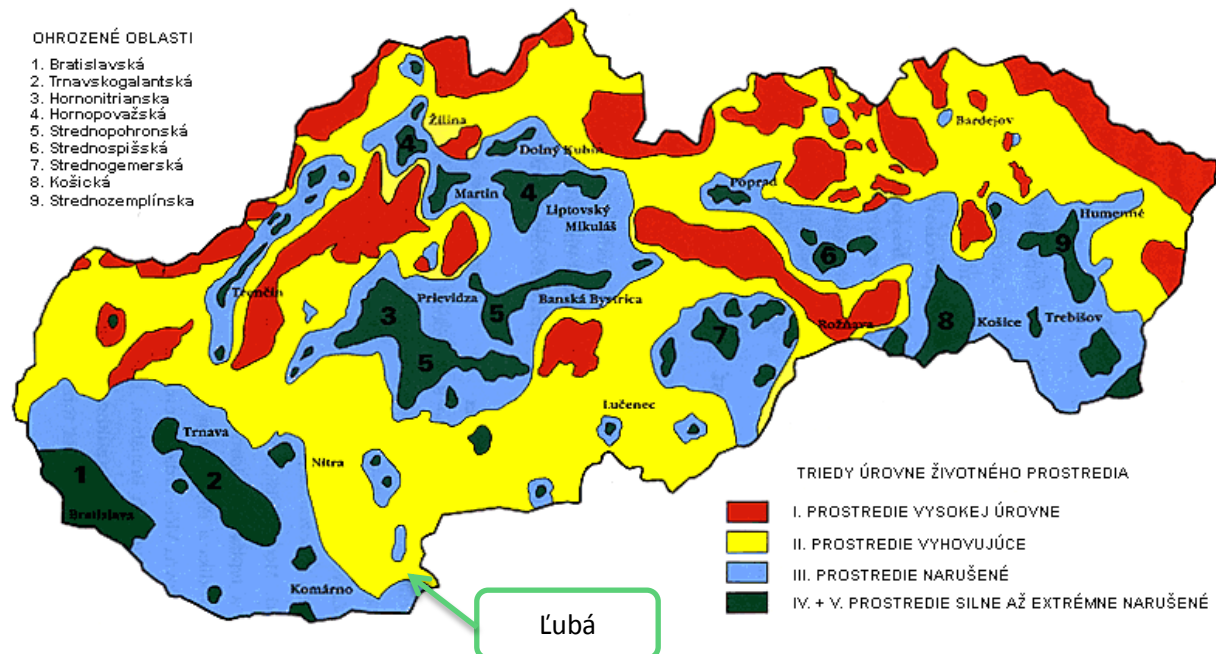 OHROZENÉ OBLASTI
1. Bratislavská
2. Trnavskogalantská
3. Hornonitrianska
4. Hornopovažská
5. Strednopohronská
6. Strednospišská
7. Strednogemerská
8. Košická
9. Strednozemplínska
Žilina
Bardejov
4
Dolný Kubín
Martin
4
Poprad
Liptovský
Mikuláš
Humenné
9
6
Trenčín
Prievidza
Banská Bystrica
3
5
Rožňava
8
Košice
Trebišov
7
5
Lučenec
Trnava
Nitra
1
2
Bratislava
Komárno
Ľubá
TRIEDY ÚROVNE ŽIVOTNÉHO PROSTREDIA
I. PROSTREDIE VYSOKEJ ÚROVNE
II. PROSTREDIE VYHOVUJÚCE
III. PROSTREDIE NARUŠENÉ
IV. + V. PROSTREDIE SILNE AŽ EXTRÉMNE NARUŠENÉ